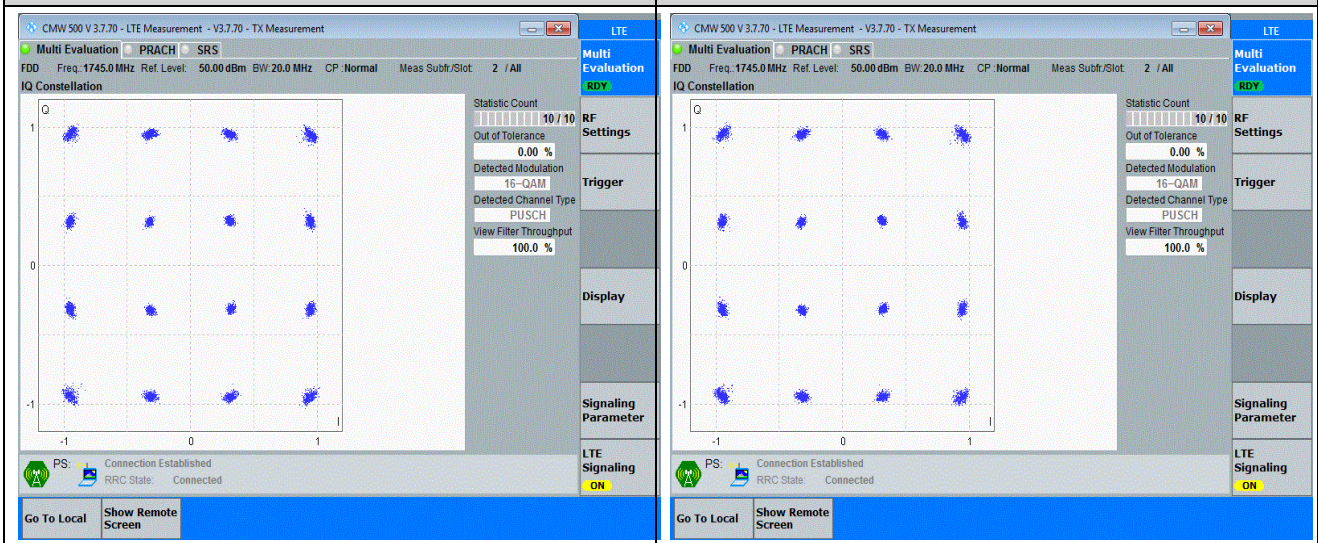 CMW 500 V 3.7.70 - LTE Measurement - V3.7.70 - TX Measurement
LTE
Multi Evaluation PRACH SRS
Multi
Evaluation
RDY
FDD Freq.:1745.0 MHz Ref. Level: 50.00 dBm BW:20.0 MHz CP :Normal Meas Subfr./Slot: 2 / All
IQ Constellation
Q
1
0
-1
-1 0 1
I
Statistic Count
10 / 10
Out of Tolerance
0.00 %
Detected Modulation
16-QAM
Detected Channel Type
PUSCH
View Filter Throughput
100.0 %
RF
Settings
Trigger
Display
Signaling
Parameter
LTE
Signaling
ON
PS: Connection Established
RRC State: Connected
Go To Local
Show Remote
Screen
CMW 500 V 3.7.70 - LTE Measurement - V3.7.70 - TX Measurement
LTE
Multi Evaluation PRACH SRS
Multi
Evaluation
RDY
FDD Freq.:1745.0 MHz Ref. Level: 50.00 dBm BW:20.0 MHz CP :Normal Meas Subfr./Slot: 2 / All
IQ Constellation
Q
1
0
-1
-1 0 1
I
Statistic Count
10 / 10
Out of Tolerance
0.00 %
Detected Modulation
16-QAM
Detected Channel Type
PUSCH
View Filter Throughput
100.0 %
RF
Settings
Trigger
Display
Signaling
Parameter
LTE
Signaling
ON
PS: Connection Established
RRC State: Connected
Go To Local
Show Remote
Screen